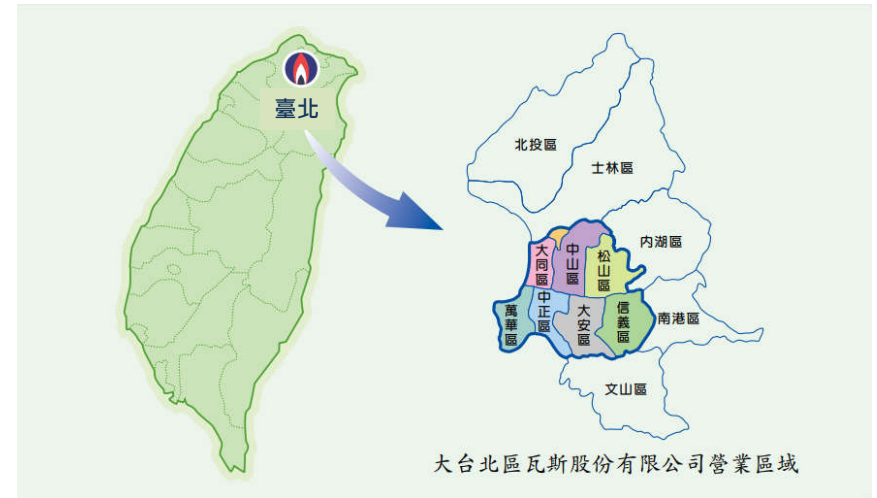 臺北
北投區
士林區
內湖區
大同區
中山區
松山區
萬華區
中正區
大安區
信義區
南港區
文山區
大台北區瓦斯股份有限公司營業區域